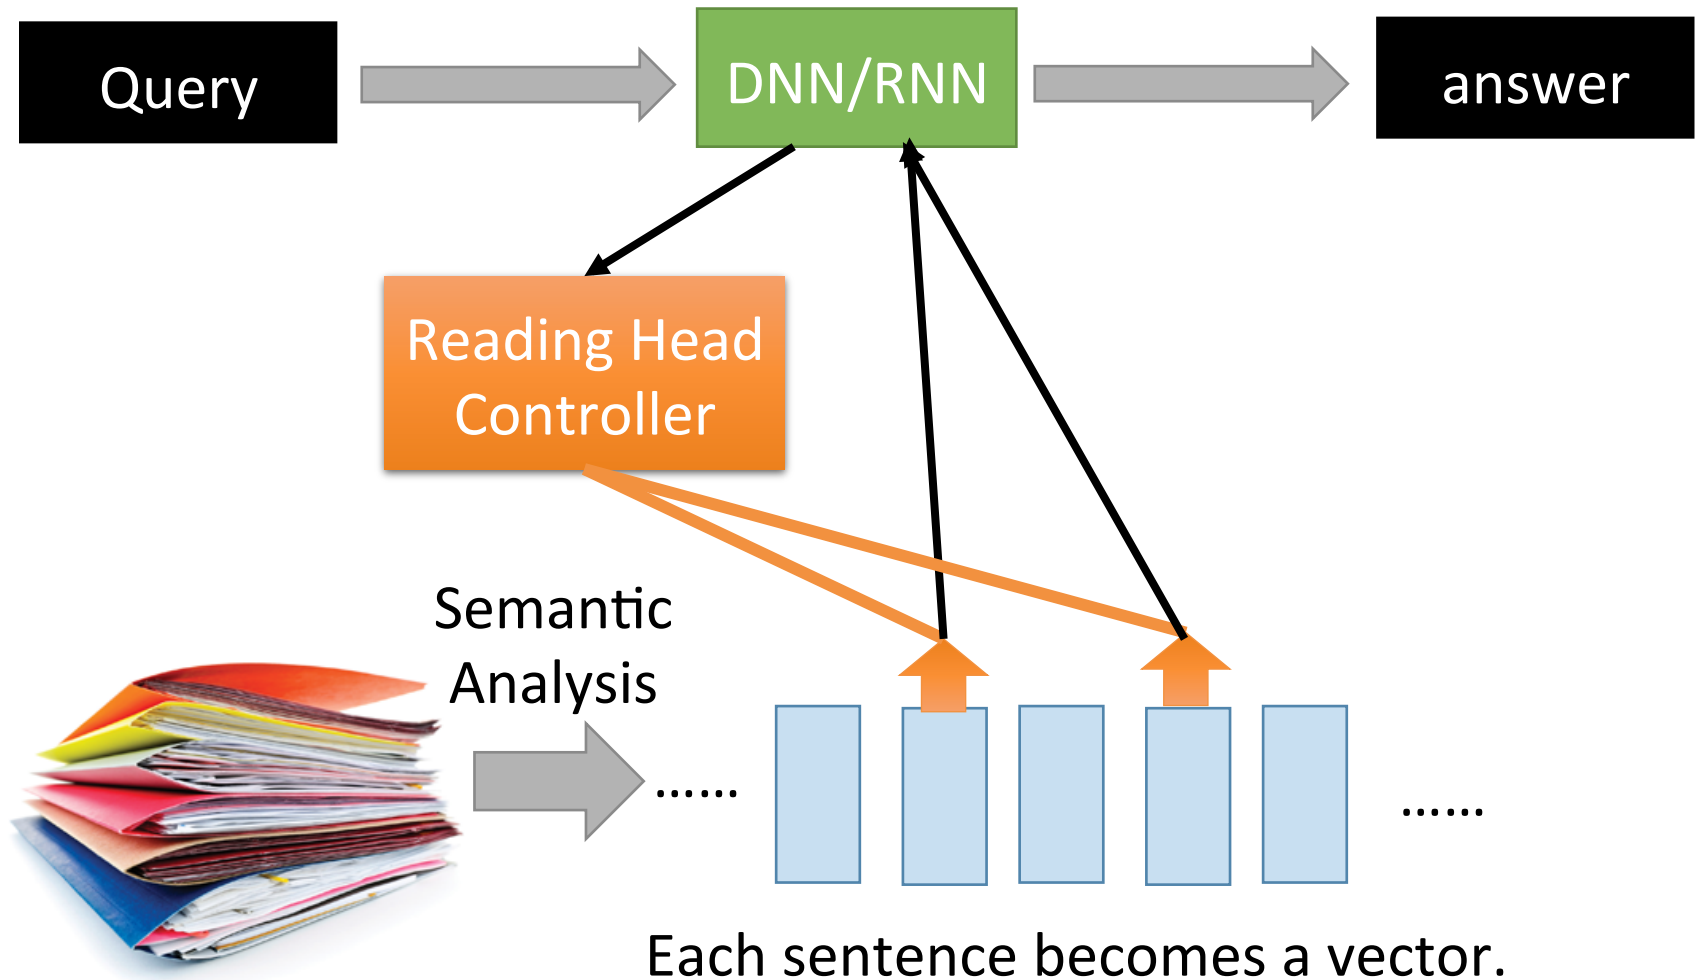 Query
DNN/RNN
answer
Reading Head
Controller
Semantic
Analysis
……
……
Each sentence becomes a vector.